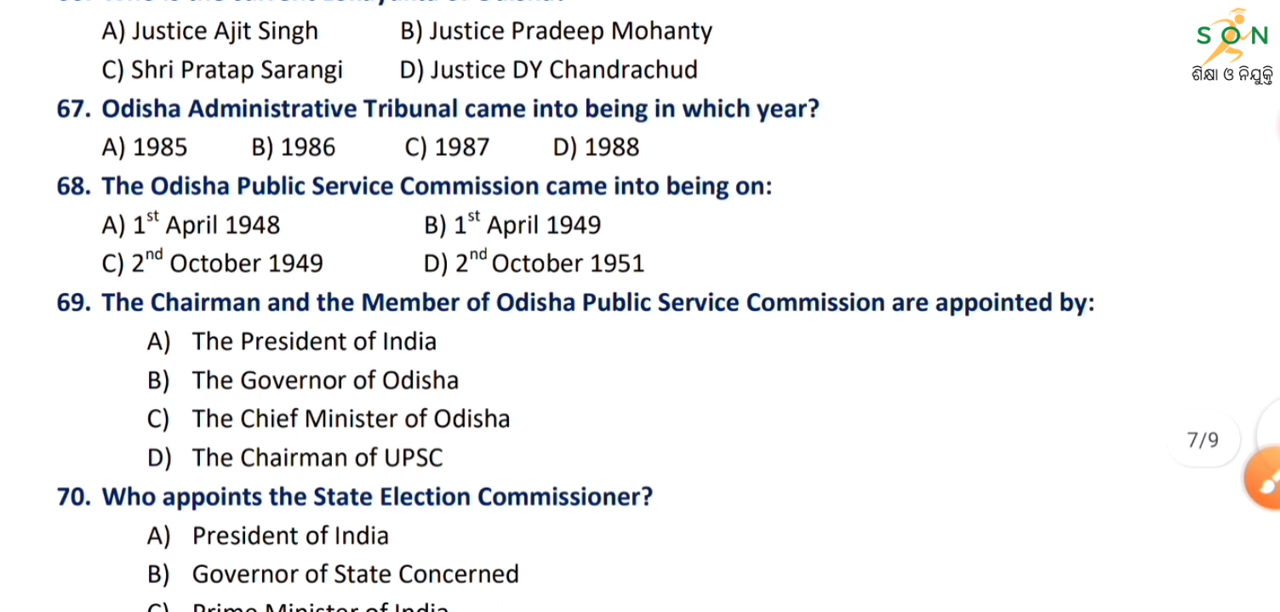 A) Justice Ajit Singh B) Justice Pradeep Mohanty
C) Shri Pratap Sarangi D) Justice DY Chandrachud
67. Odisha Administrative Tribunal came into being in which year?
A) 1985 B) 1986 C) 1987 D) 1988
68. The Odisha Public Service Commission came into being on:
A) 1st April 1948 B) 1st April 1949
C) 2nd October 1949 D) 2nd October 1951
69. The Chairman and the Member of Odisha Public Service Commission are appointed by:
A) The President of India
B) The Governor of Odisha
C) The Chief Minister of Odisha
D) The Chairman of UPSC
70. Who appoints the State Election Commissioner?
A) President of India
B) Governor of State Concerned
C) Prime Minister of India
SON
ଶିକ୍ଷା ଓ ନିଯୁକ୍ତି
7/9